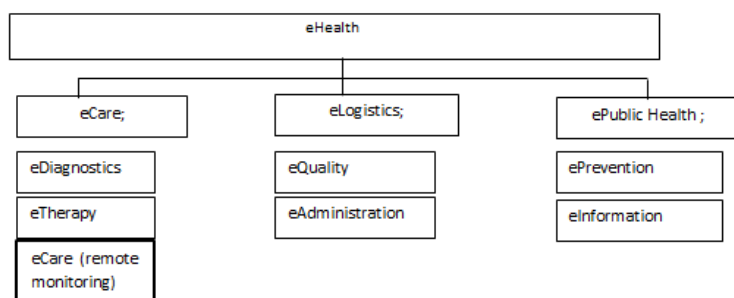 eHealth
eCare;
eLogistics;
ePublic Health ;
eDiagnostics
eQuality
ePrevention
eTherapy
eAdministration
eInformation
eCare (remote
monitoring)